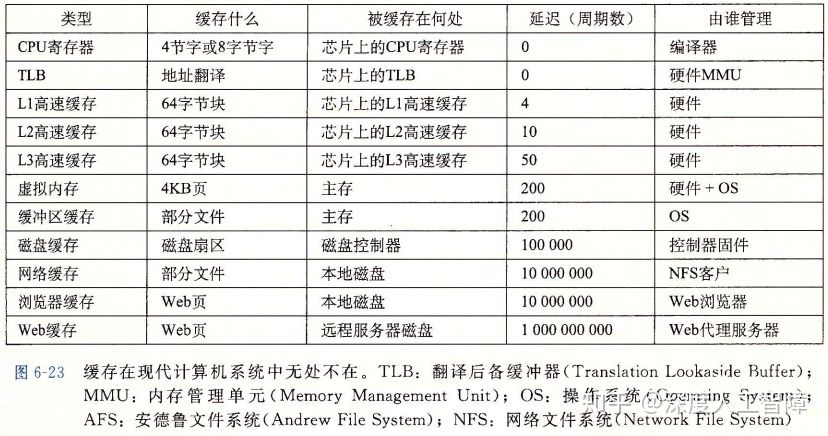 类型 缓存什么 被缓存在何处 延迟（周期数） 由谁管理
CPU寄存器 4节字或8字节字 芯片上的CPU寄存器 0 编译器
TLB 地址翻译 芯片上的TLB 0 硬件MMU
L1高速缓存 64字节块 芯片上的L1高速缓存 4 硬件
L2高速缓存 64字节块 芯片上的L2高速缓存 10 硬件
L3高速缓存 64字节块 芯片上的L3高速缓存 50 硬件
虚拟内存 4KB页 主存 200 硬件 + OS
缓冲区缓存 部分文件 主存 200 OS
磁盘缓存 磁盘扇区 磁盘控制器 100 000 控制器固件
网络缓存 部分文件 本地磁盘 10 000 000 NFS客户
浏览器缓存 Web页 本地磁盘 10 000 000 Web浏览器
Web缓存 Web页 远程服务器磁盘 1 000 000 000 Web代理服务器
图 6-23 缓存在现代计算机系统中无处不在。TLB：翻译后备缓冲器(Translation Lookaside Buffer)；
MMU：内存管理单元(Memory Management Unit)；OS：操作系统(Operating System)；
AFS：安德鲁文件系统(Andrew File System)；NFS：网络文件系统(Network File System)
知乎 @深度人工智障